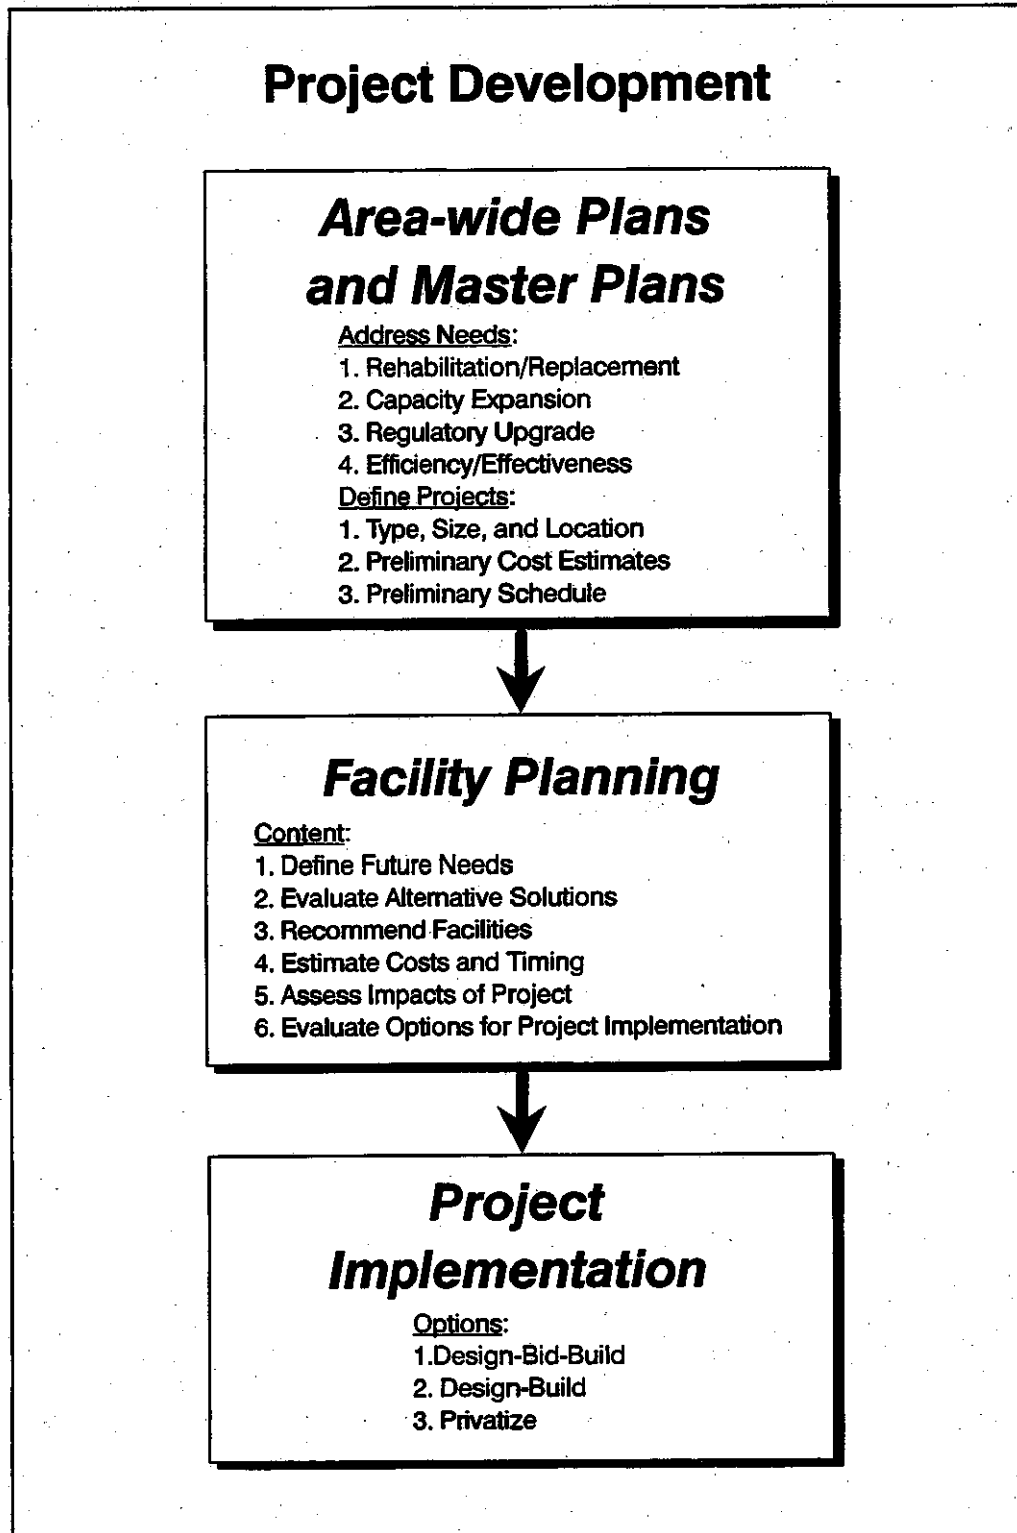 Project Development
Area-wide Plans
and Master Plans
Address Needs:
1. Rehabilitation/Replacement
2. Capacity Expansion
3. Regulatory Upgrade
4. Efficiency/Effectiveness
Define Projects:
1. Type, Size, and Location
2. Preliminary Cost Estimates
3. Preliminary Schedule
Facility Planning
Content:
1. Define Future Needs
2. Evaluate Alternative Solutions
3. Recommend Facilities
4. Estimate Costs and Timing
5. Assess Impacts of Project
6. Evaluate Options for Project Implementation
Project
Implementation
Options:
1.Design-Bid-Build
2. Design-Build
3. Privatize